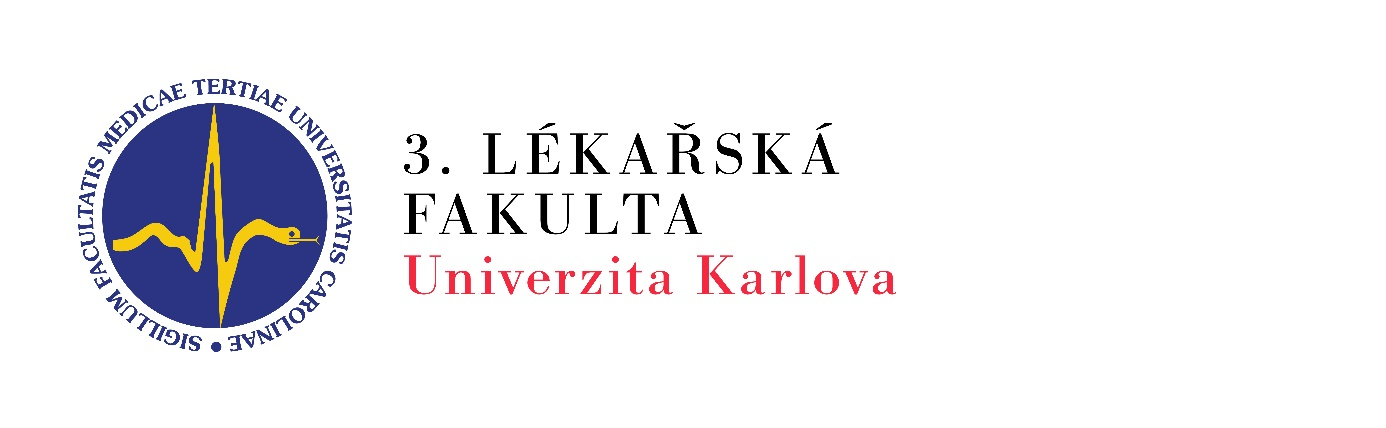 SIGILLUM FACULTATIS MEDICAE TERTIAE UNIVERSITATIS CAROLINAE •
3. LÉKAŘSKÁ
FAKULTA
Univerzita Karlova